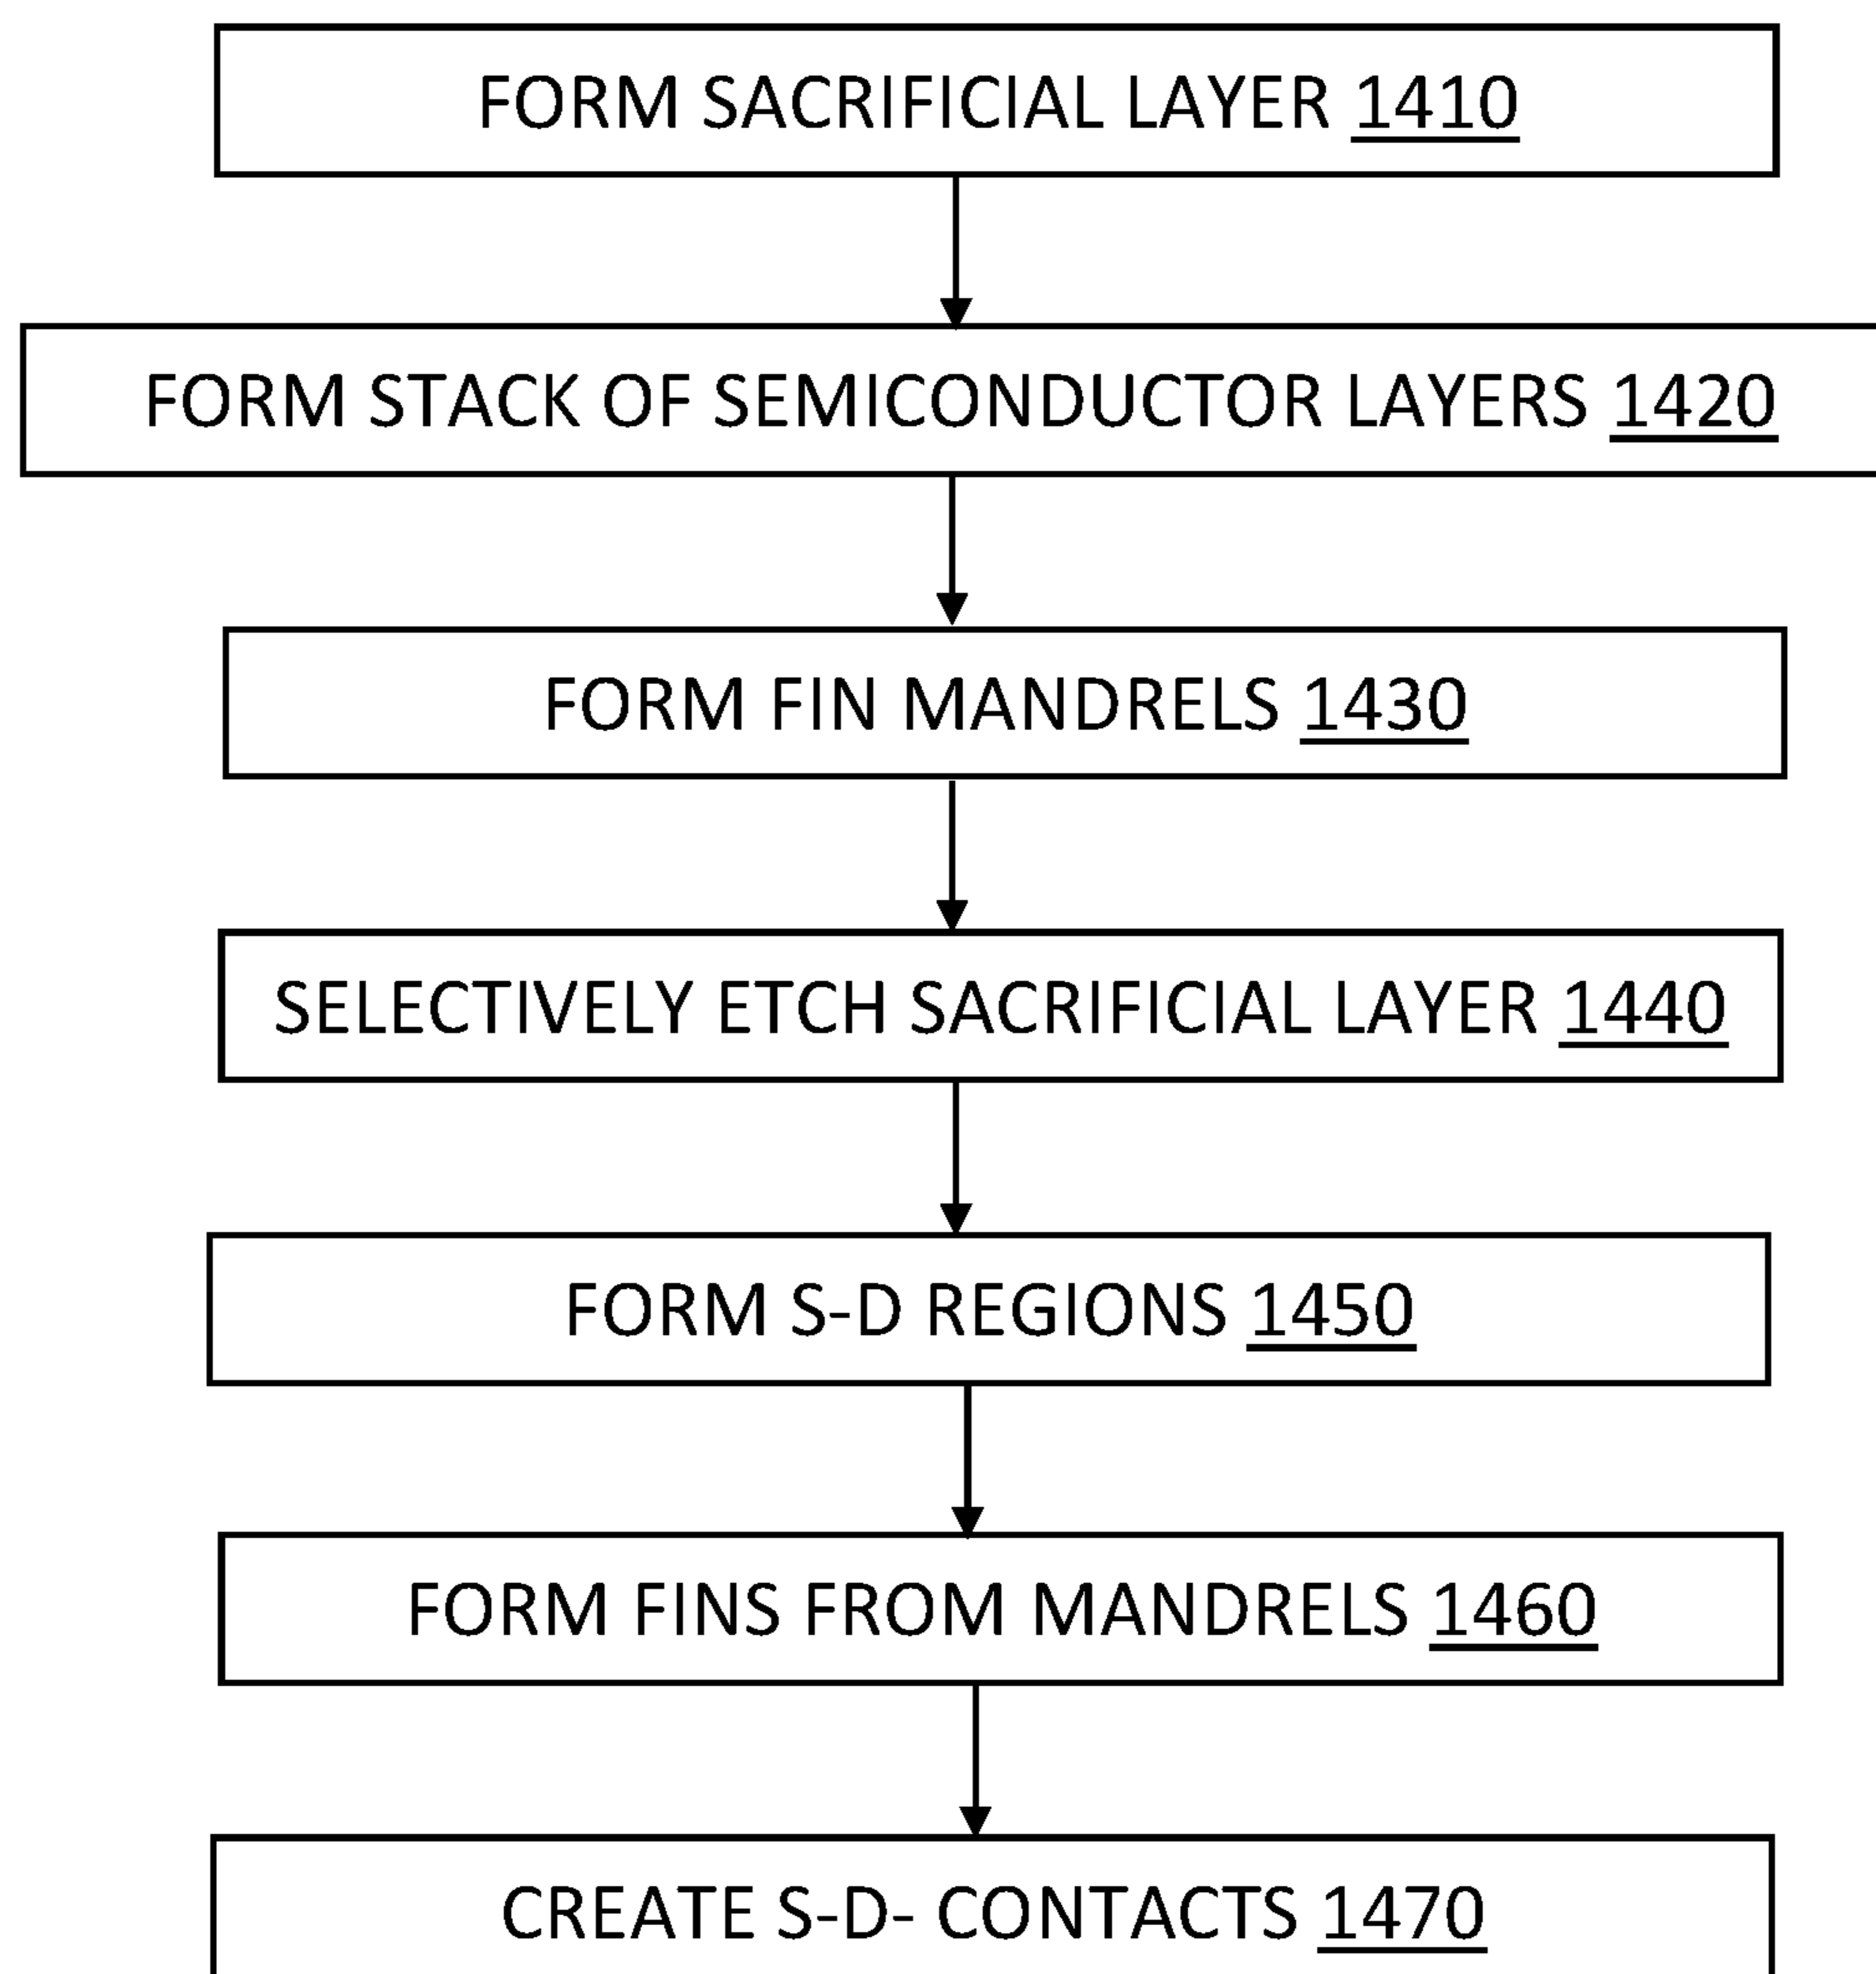 FORM SACRIFICIAL LAYER 1410
FORM STACK OF SEMICONDUCTOR LAYERS 1420
FORM FIN MANDRELS 1430
SELECTIVELY ETCH SACRIFICIAL LAYER 1440
FORM S-D REGIONS 1450
FORM FINS FROM MANDRELS 1460
CREATE S-D- CONTACTS 1470